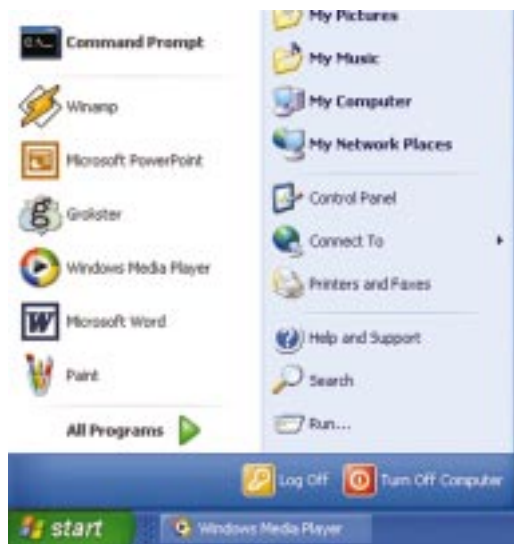 Command Prompt
Winamp
Microsoft PowerPoint
Grokster
Windows Media Player
Microsoft Word
Paint
All Programs
My Pictures
My Music
My Computer
My Network Places
Control Panel
Connect To
Printers and Faxes
Help and Support
Search
Run...
Log Off
Turn Off Computer
start
Windows Media Player